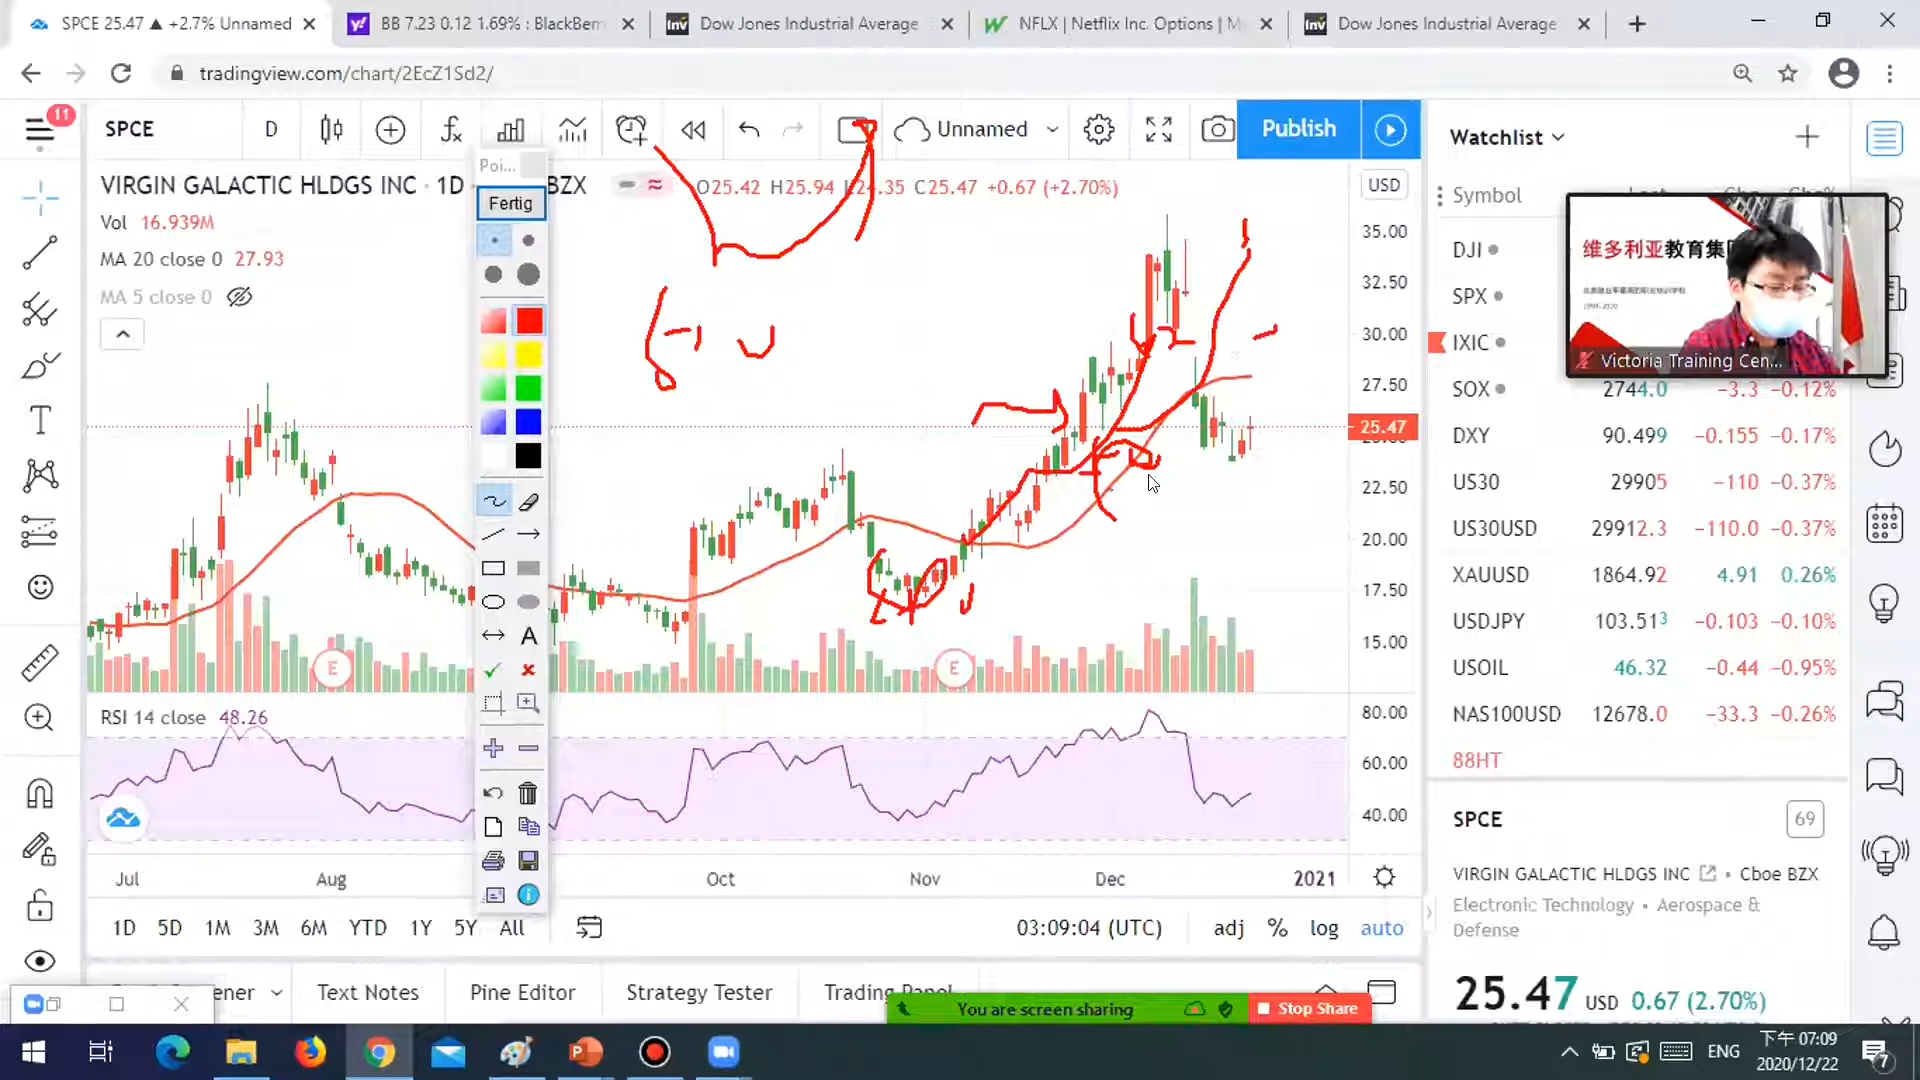 SPCE 25.47 ▲ +2.7% Unnamed
BB 7.23 0.12 1.69% : BlackBerr
Dow Jones Industrial Average
NFLX | Netflix Inc. Options | M
Dow Jones Industrial Average
tradingview.com/chart/2EcZ1Sd2/
11
SPCE
D
Unnamed
Publish
VIRGIN GALACTIC HLDGS INC · 1D
BZX
O25.42 H25.94
.35 C25.47 +0.67 (+2.70%)
Vol 16.939M
MA 20 close 0 27.93
MA 5 close 0
Poi...
Fertig
A
USD
35.00
32.50
30.00
27.50
25.47
22.50
20.00
17.50
15.00
E
E
RSI 14 close 48.26
80.00
60.00
40.00
Jul
Aug
Oct
Nov
Dec
2021
1D 5D 1M 3M 6M YTD 1Y 5Y All
03:09:04 (UTC)
adj % log auto
ener
Text Notes
Pine Editor
Strategy Tester
Trading Panel
You are screen sharing
Stop Share
Watchlist
Symbol
DJI
SPX
IXIC
SOX 2744.0 −3.3 −0.12%
DXY 90.499 −0.155 −0.17%
US30 29905 −110 −0.37%
US30USD 29912.3 −110.0 −0.37%
XAUUSD 1864.92 4.91 0.26%
USDJPY 103.513 −0.103 −0.10%
USOIL 46.32 −0.44 −0.95%
NAS100USD 12678.0 −33.3 −0.26%
88HT
维多利亚教育集
Victoria Training Cen...
SPCE
69
VIRGIN GALACTIC HLDGS INC • Cboe BZX
Electronic Technology • Aerospace &
Defense
25.47 USD 0.67 (2.70%)
ENG
下午 07:09
2020/12/22
7